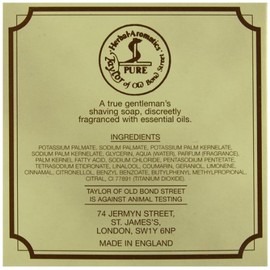 Herbal Aromatics
S
PURE
Taylor of Old Bond Street
A true gentleman's
shaving soap, discreetly
fragranced with essential oils.
INGREDIENTS
POTASSIUM PALMATE, SODIUM PALMATE, POTASSIUM PALM KERNELATE,
SODIUM PALM KERNELATE, GLYCERIN, AQUA (WATER), PARFUM (FRAGRANCE),
PALM KERNEL FATTY ACID, SODIUM CHLORIDE, PENTASODIUM PENTETATE,
TETRASODIUM ETIDRONATE, LINALOOL, COUMARIN, GERANIOL, LIMONENE,
CINNAMAL, CITRONELLOL, BENZYL BENZOATE, BUTYLPHENYL METHYLPROPIONAL,
CITRAL, CI 77891 (TITANIUM DIOXIDE).
TAYLOR OF OLD BOND STREET
IS AGAINST ANIMAL TESTING
74 JERMYN STREET,
ST. JAMES'S,
LONDON, SW1Y 6NP
MADE IN ENGLAND